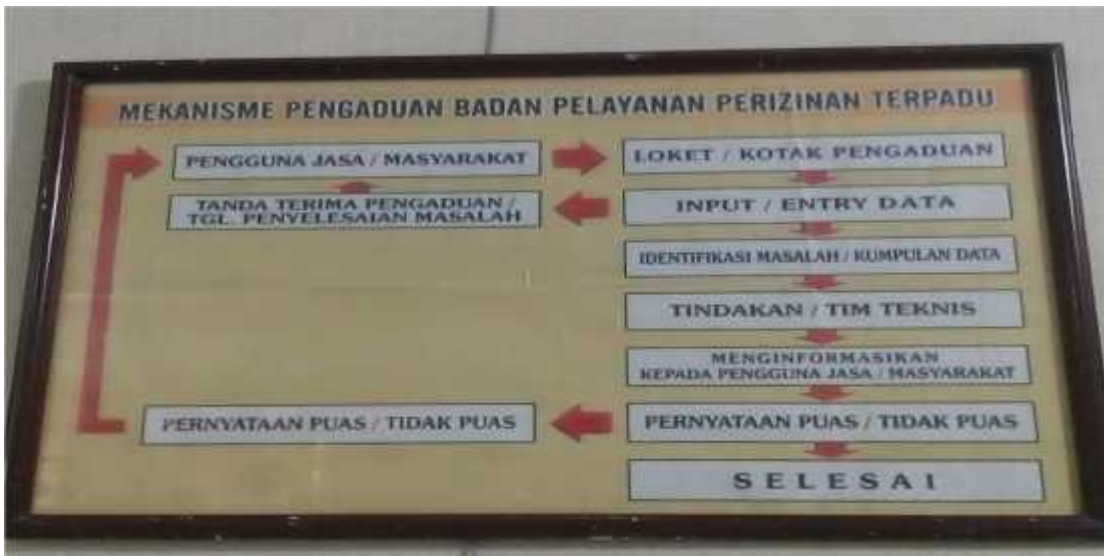 MEKANISME PENGADUAN BADAN PELAYANAN PERIZINAN TERPADU
PENGGUNA JASA / MASYARAKAT
LOKET / KOTAK PENGADUAN
TANDA TERIMA PENGADUAN /
TGL. PENYELESAIAN MASALAH
INPUT / ENTRY DATA
IDENTIFIKASI MASALAH / KUMPULAN DATA
TINDAKAN / TIM TEKNIS
MENGINFORMASIKAN
KEPADA PENGGUNA JASA / MASYARAKAT
PERNYATAAN PUAS / TIDAK PUAS
PERNYATAAN PUAS / TIDAK PUAS
SELESAI